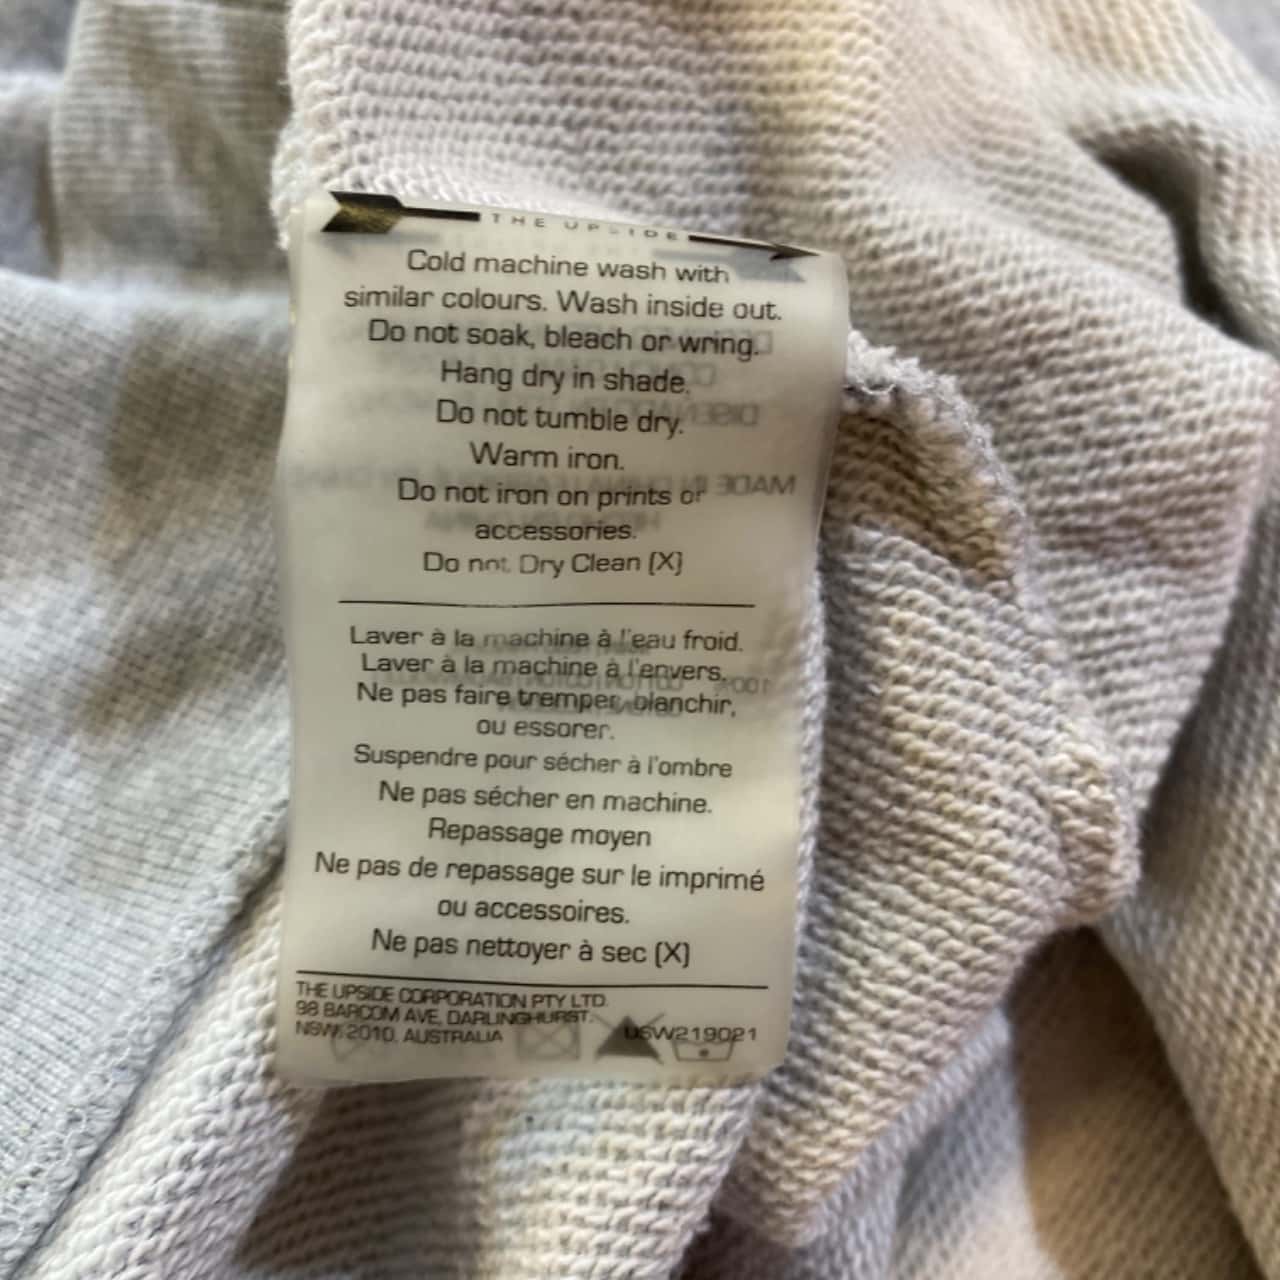 THE UPSIDE
Cold machine wash with
similar colours. Wash inside out.
Do not soak, bleach or wring.
Hang dry in shade.
Do not tumble dry.
Warm iron.
Do not iron on prints or
accessories.
Do not Dry Clean (X)
Laver à la machine à l'eau froid.
Laver à la machine à l'envers.
Ne pas faire tremper, blanchir,
ou essorer.
Suspendre pour sécher à l'ombre
Ne pas sécher en machine.
Repassage moyen
Ne pas de repassage sur le imprimé
ou accessoires.
Ne pas nettoyer à sec (X)
THE UPSIDE CORPORATION PTY LTD.
98 BARCOM AVE, DARLINGHURST.
NSW, 2010, AUSTRALIA
USW219021